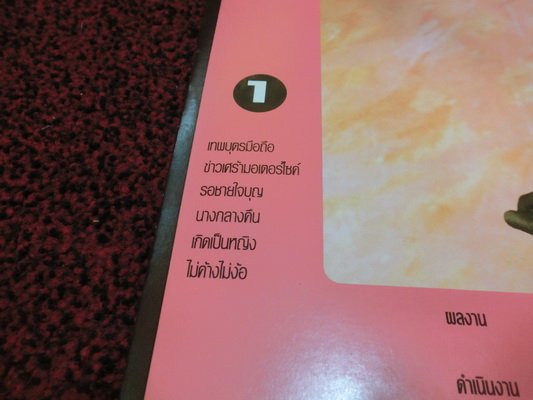 1
เทพบุตรมือถือ
ข่าวเศร้ามอเตอร์ไซค์
รอชายใจบุญ
นางกลางคืน
เกิดเป็นหญิง
ไม่ค้างไม่ง้อ
ผลงาน
ดำเนินงาน